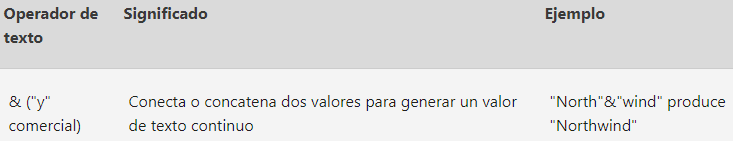 Operador de texto
Significado
Ejemplo
& ("y" comercial)
Conecta o concatena dos valores para generar un valor de texto continuo
"North"&"wind" produce "Northwind"